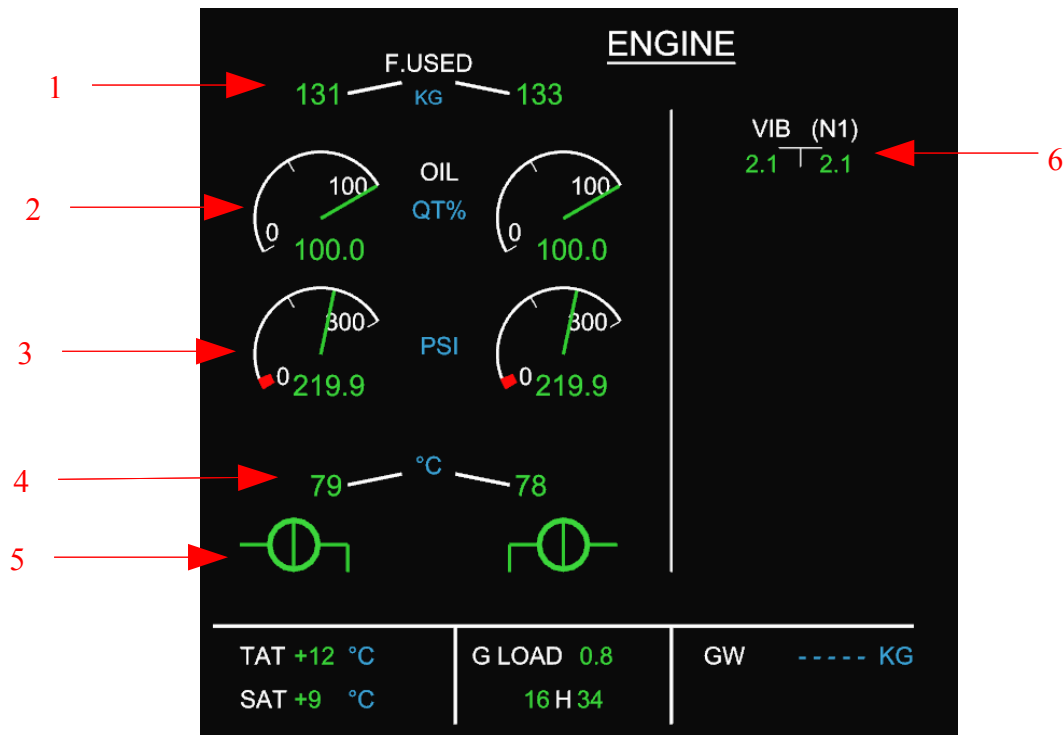 ENGINE
F.USED
1
131 KG 133
VIB (N1)
2.1 2.1
6
OIL
100 100
2
QT%
0 0
100.0 100.0
300 300
3
PSI
0 0
219.9 219.9
°C
4
79 78
5
TAT +12 °C G LOAD 0.8 GW ----- KG
SAT +9 °C 16 H 34